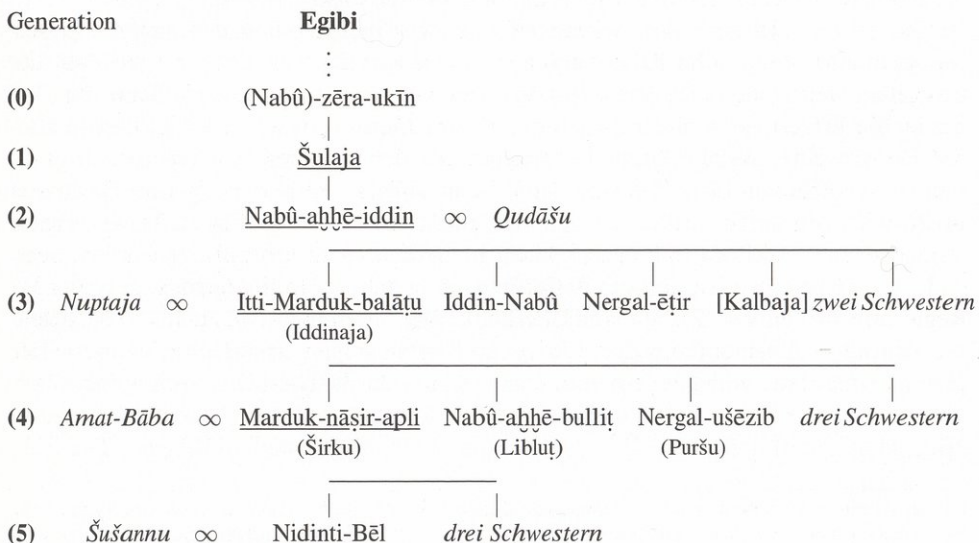 Generation Egibi
(0) (Nabû)-zēra-ukīn
(1) Šulaja
(2) Nabû-aḫḫē-iddin ∞ Qudāšu
(3) Nuptaja ∞ Itti-Marduk-balāṭu Iddin-Nabû Nergal-ēṭir [Kalbaja] zwei Schwestern
(Iddinaja)
(4) Amat-Bāba ∞ Marduk-nāṣir-apli Nabû-aḫḫē-bulliṭ Nergal-ušēzib drei Schwestern
(Širku) (Libluṭ) (Puršu)
(5) Šušannu ∞ Nidinti-Bēl drei Schwestern